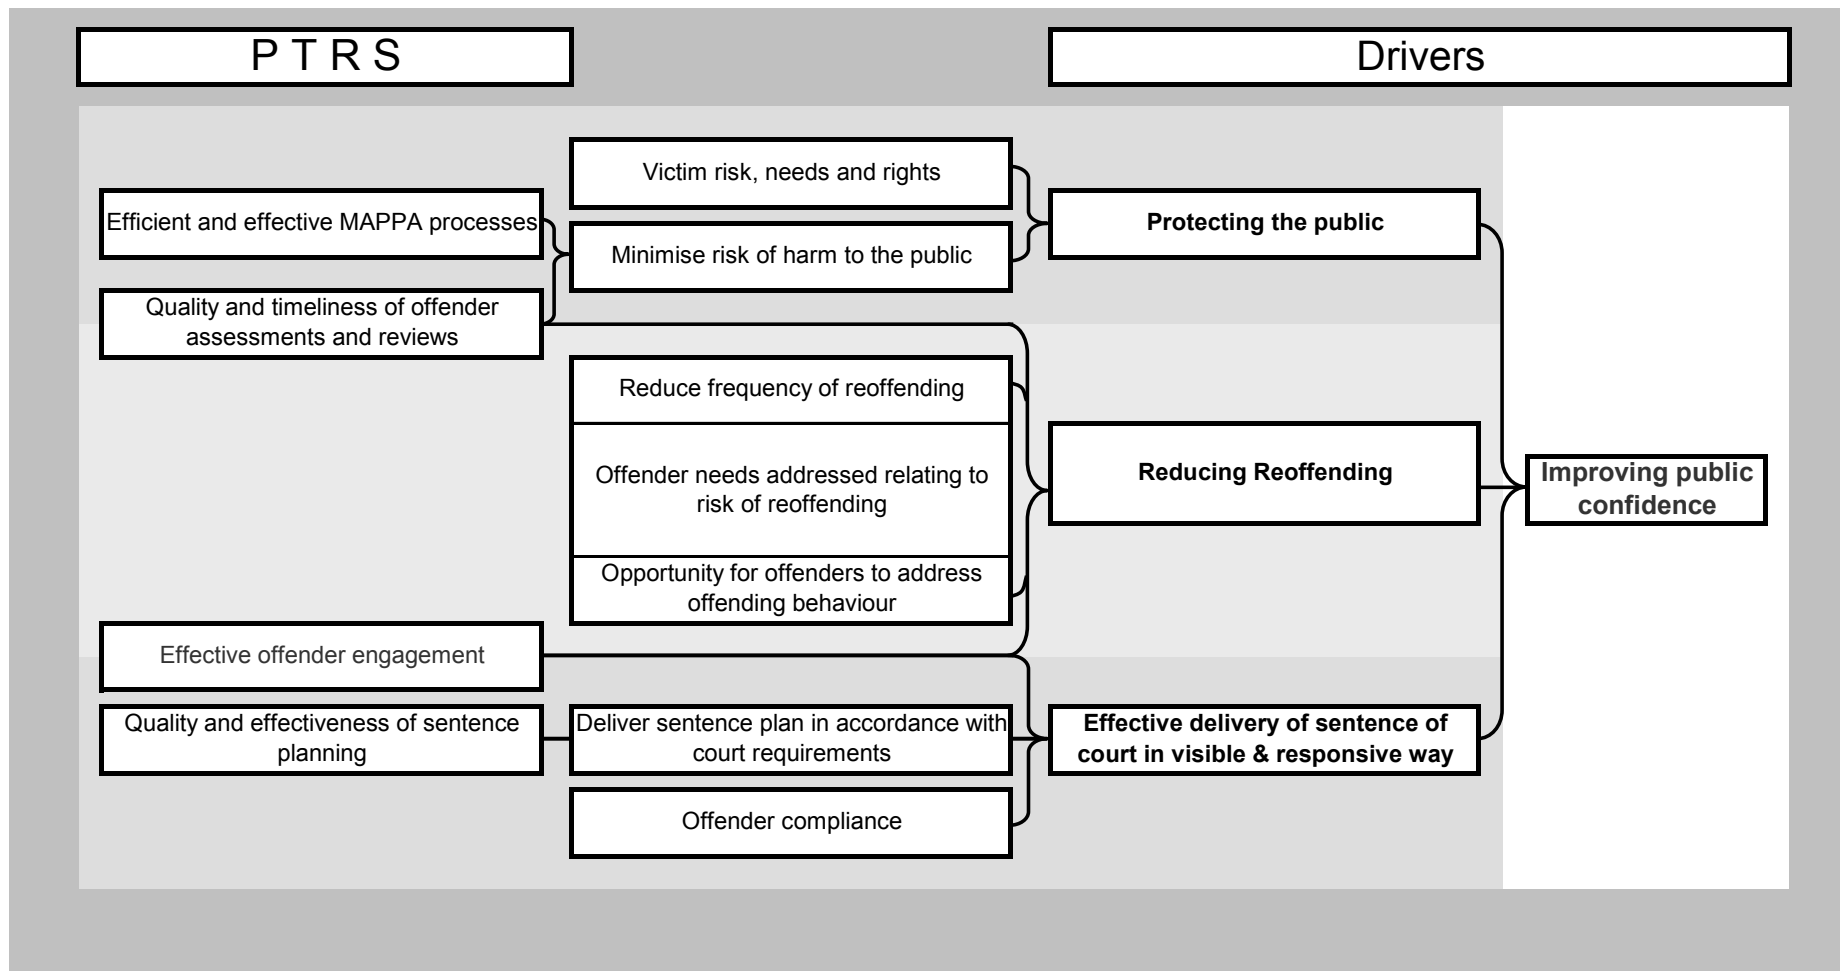 P T R S
Drivers
Victim risk, needs and rights
Efficient and effective MAPPA processes
Minimise risk of harm to the public
Protecting the public
Quality and timeliness of offender
assessments and reviews
Reduce frequency of reoffending
Offender needs addressed relating to
risk of reoffending
Reducing Reoffending
Improving public
confidence
Opportunity for offenders to address
offending behaviour
Effective offender engagement
Quality and effectiveness of sentence
planning
Deliver sentence plan in accordance with
court requirements
Effective delivery of sentence of
court in visible & responsive way
Offender compliance